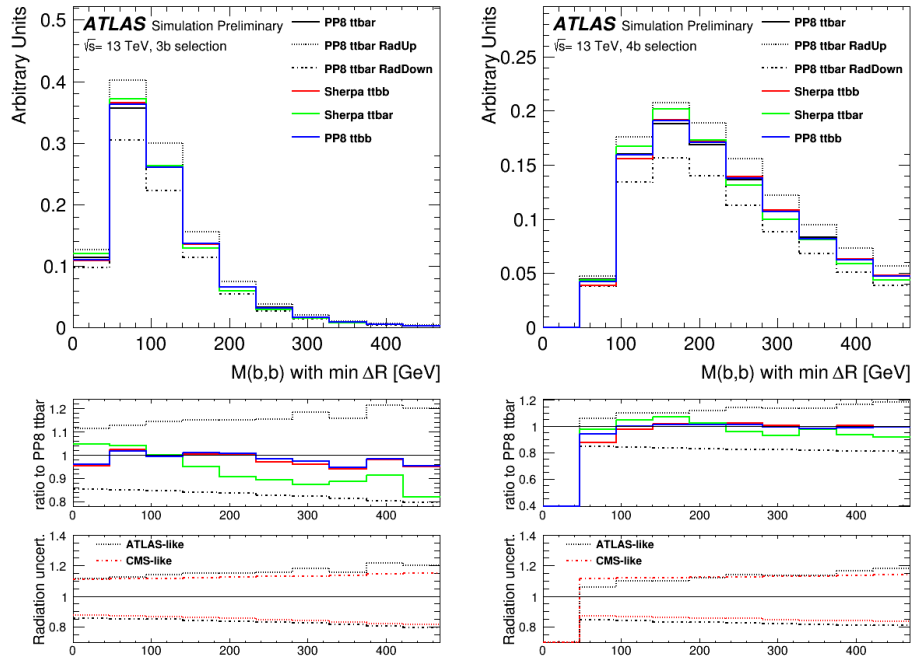 ATLAS Simulation Preliminary
√s= 13 TeV, 3b selection
PP8 ttbar
PP8 ttbar RadUp
PP8 ttbar RadDown
Sherpa ttbb
Sherpa ttbar
PP8 ttbb
Arbitrary Units
0.5
0.4
0.3
0.2
0.1
0
0 100 200 300 400
M(b,b) with min ΔR [GeV]
ratio to PP8 ttbar
1.2
1.1
1.0
0.9
0.8
0 100 200 300 400
Radiation uncert.
ATLAS-like
CMS-like
1.4
1.2
1
0.8
0 100 200 300 400
ATLAS Simulation Preliminary
√s= 13 TeV, 4b selection
PP8 ttbar
PP8 ttbar RadUp
PP8 ttbar RadDown
Sherpa ttbb
Sherpa ttbar
PP8 ttbb
Arbitrary Units
0.25
0.2
0.15
0.1
0.05
0
0 100 200 300 400
M(b,b) with min ΔR [GeV]
ratio to PP8 ttbar
1.2
1.0
0.8
0.6
0.4
0 100 200 300 400
Radiation uncert.
ATLAS-like
CMS-like
1.4
1.2
1
0.8
0 100 200 300 400